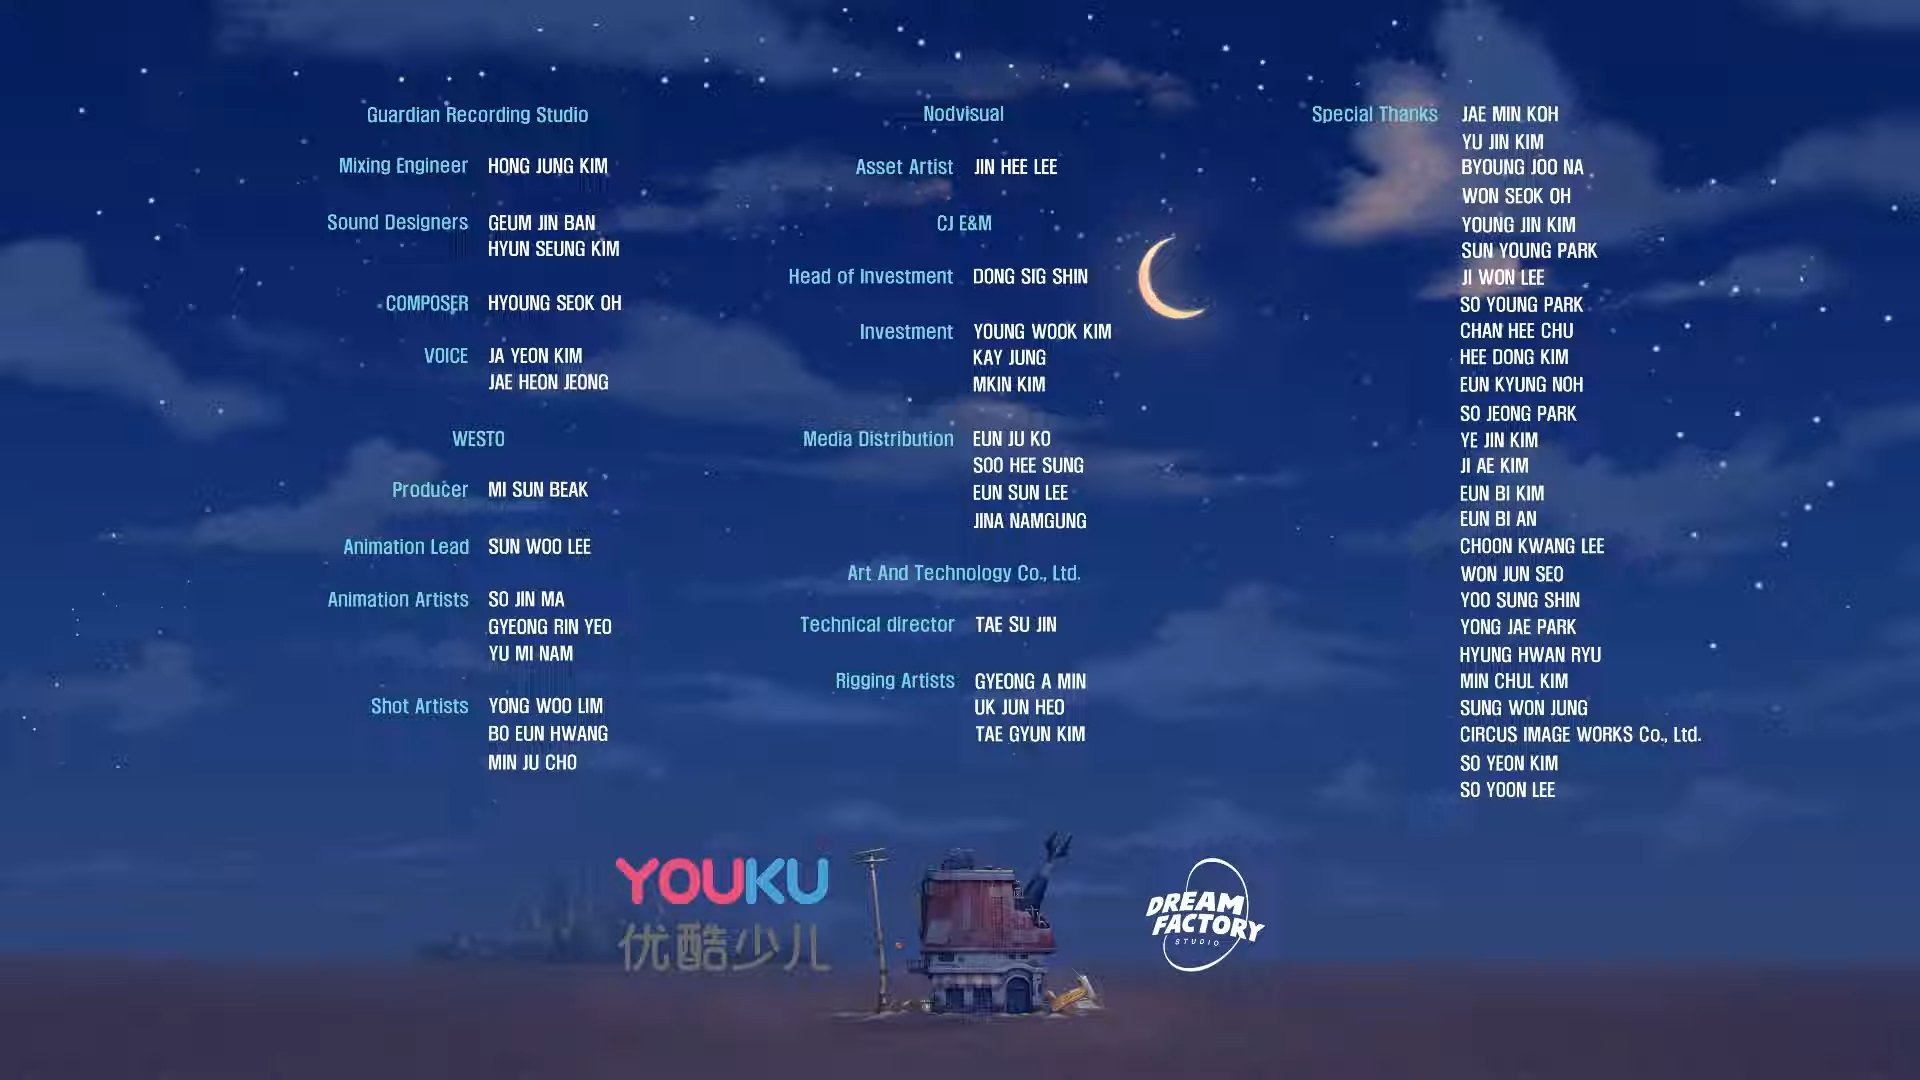 Guardian Recording Studio
Mixing Engineer HONG JUNG KIM
Sound Designers GEUM JIN BAN
HYUN SEUNG KIM
COMPOSER HYOUNG SEOK OH
VOICE JA YEON KIM
JAE HEON JEONG
WESTO
Producer MI SUN BEAK
Animation Lead SUN WOO LEE
Animation Artists SO JIN MA
GYEONG RIN YEO
YU MI NAM
Shot Artists YONG WOO LIM
BO EUN HWANG
MIN JU CHO
Nodvisual
Asset Artist JIN HEE LEE
CJ E&M
Head of Investment DONG SIG SHIN
Investment YOUNG WOOK KIM
KAY JUNG
MKIN KIM
Media Distribution EUN JU KO
SOO HEE SUNG
EUN SUN LEE
JINA NAMGUNG
Art And Technology Co., Ltd.
Technical director TAE SU JIN
Rigging Artists GYEONG A MIN
UK JUN HEO
TAE GYUN KIM
Special Thanks JAE MIN KOH
YU JIN KIM
BYOUNG JOO NA
WON SEOK OH
YOUNG JIN KIM
SUN YOUNG PARK
JI WON LEE
SO YOUNG PARK
CHAN HEE CHU
HEE DONG KIM
EUN KYUNG NOH
SO JEONG PARK
YE JIN KIM
JI AE KIM
EUN BI KIM
EUN BI AN
CHOON KWANG LEE
WON JUN SEO
YOO SUNG SHIN
YONG JAE PARK
HYUNG HWAN RYU
MIN CHUL KIM
SUNG WON JUNG
CIRCUS IMAGE WORKS Co., Ltd.
SO YEON KIM
SO YOON LEE
YOUKU
优酷少儿
DREAM
FACTORY
STUDIO